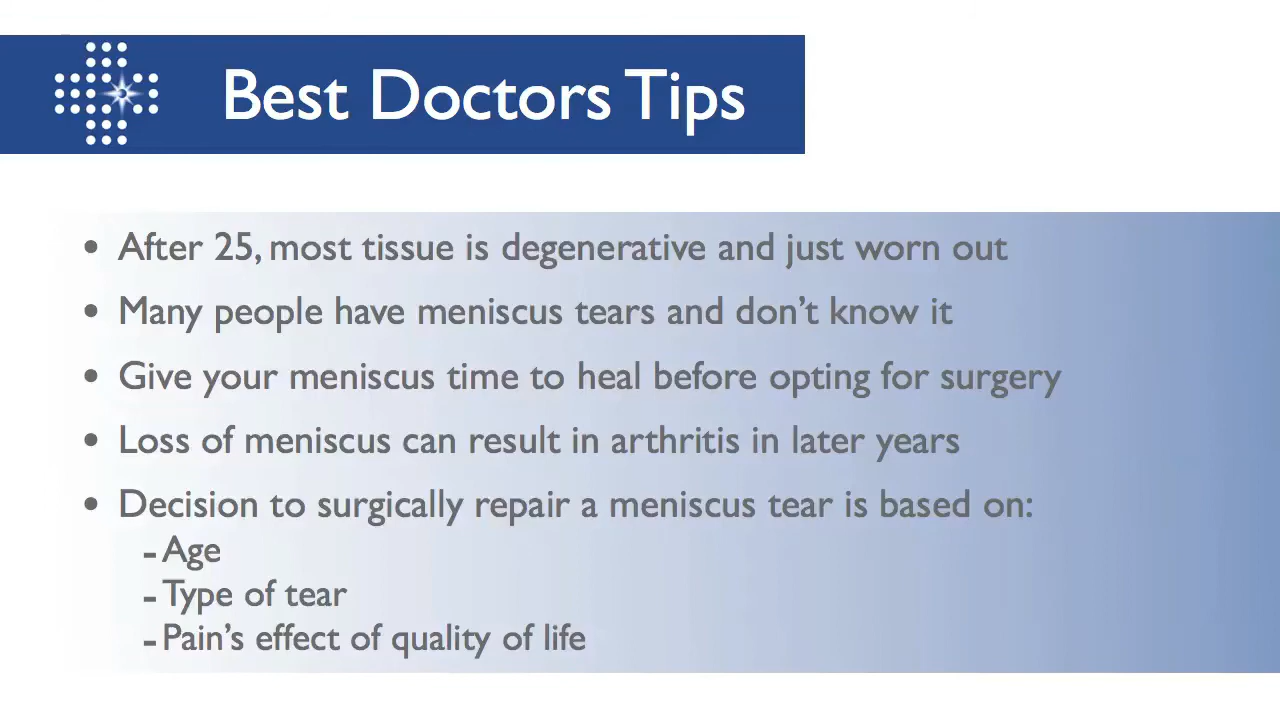 Best Doctors Tips
• After 25, most tissue is degenerative and just worn out
• Many people have meniscus tears and don’t know it
• Give your meniscus time to heal before opting for surgery
• Loss of meniscus can result in arthritis in later years
• Decision to surgically repair a meniscus tear is based on:
- Age
- Type of tear
- Pain’s effect of quality of life